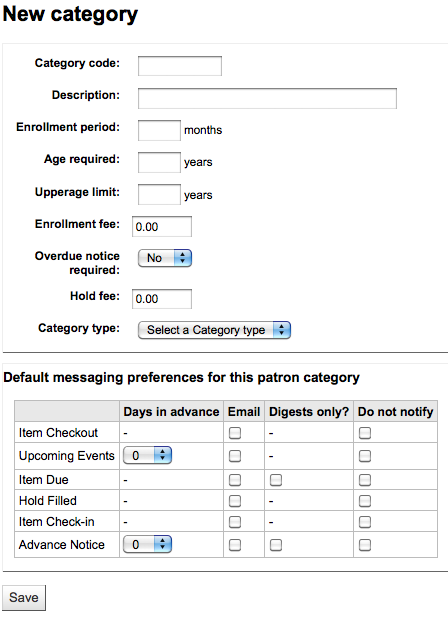 New category
Category code:
Description:
Enrollment period: months
Age required: years
Upperage limit: years
Enrollment fee: 0.00
Overdue notice required: No
Hold fee: 0.00
Category type: Select a Category type
Default messaging preferences for this patron category
Days in advance Email Digests only? Do not notify
Item Checkout - -
Upcoming Events 0 -
Item Due -
Hold Filled - -
Item Check-in - -
Advance Notice 0
Save